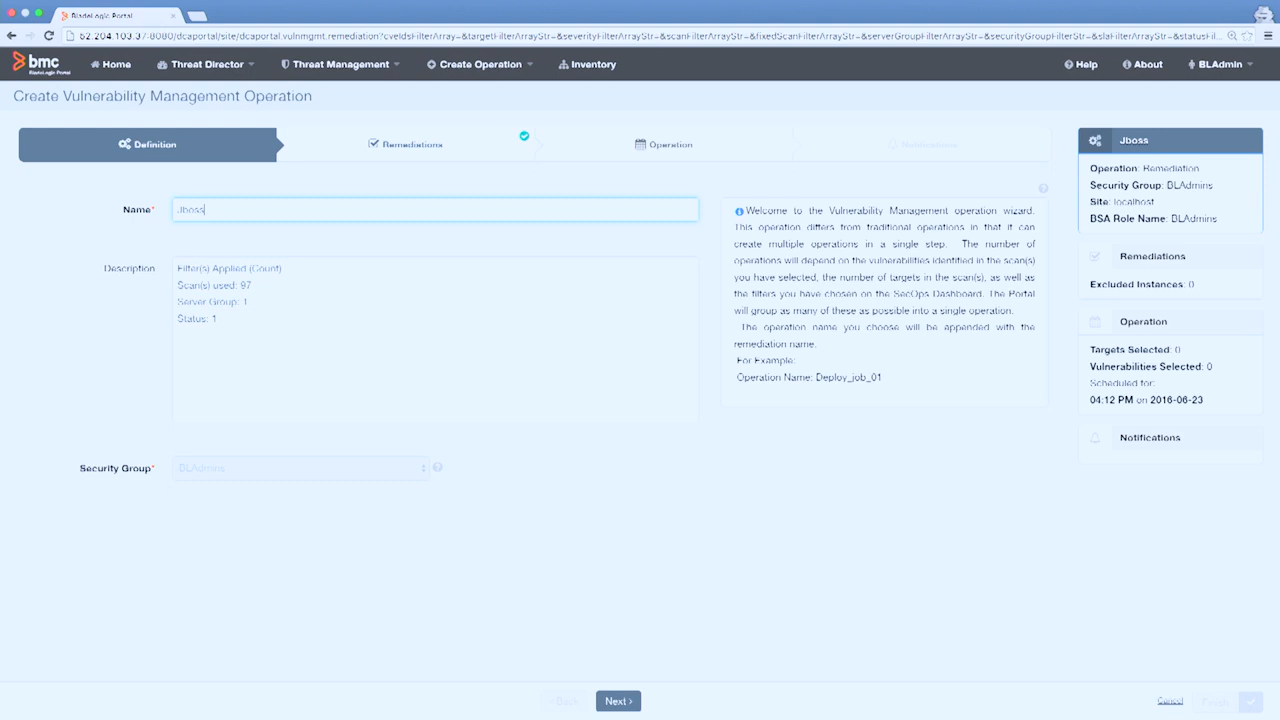 BladeLogic Portal
52.204.103.37:8080/dcaportal/site/dcaportal.vulnmgmt.remediation?cveIdsFilterArray=&targetFilterArrayStr=&severityFilterArrayStr=&scanFilterArrayStr=&fixedScanFilterArrayStr=&serverGroupFilterArrayStr=&securityGroupFilterStr=&slaFilterArrayStr=&statusFil...
bmc
BladeLogic Portal
Home
Threat Director
Threat Management
Create Operation
Inventory
Help
About
BLAdmin
Create Vulnerability Management Operation
Definition
Remediations
Operation
Notifications
Name*
Jboss
Description
Filter(s) Applied (Count)
Scan(s) used: 97
Server Group: 1
Status: 1
Security Group*
BLAdmins
Welcome to the Vulnerability Management operation wizard.
This operation differs from traditional operations in that it can
create multiple operations in a single step. The number of
operations will depend on the vulnerabilities identified in the scan(s)
you have selected, the number of targets in the scan(s), as well as
the filters you have chosen on the SecOps Dashboard. The Portal
will group as many of these as possible into a single operation.
The operation name you choose will be appended with the
remediation name.
For Example:
Operation Name: Deploy_job_01
Jboss
Operation: Remediation
Security Group: BLAdmins
Site: localhost
BSA Role Name: BLAdmins
Remediations
Excluded Instances: 0
Operation
Targets Selected: 0
Vulnerabilities Selected: 0
Scheduled for:
04:12 PM on 2016-06-23
Notifications
‹ Back
Next ›
Cancel
Finish